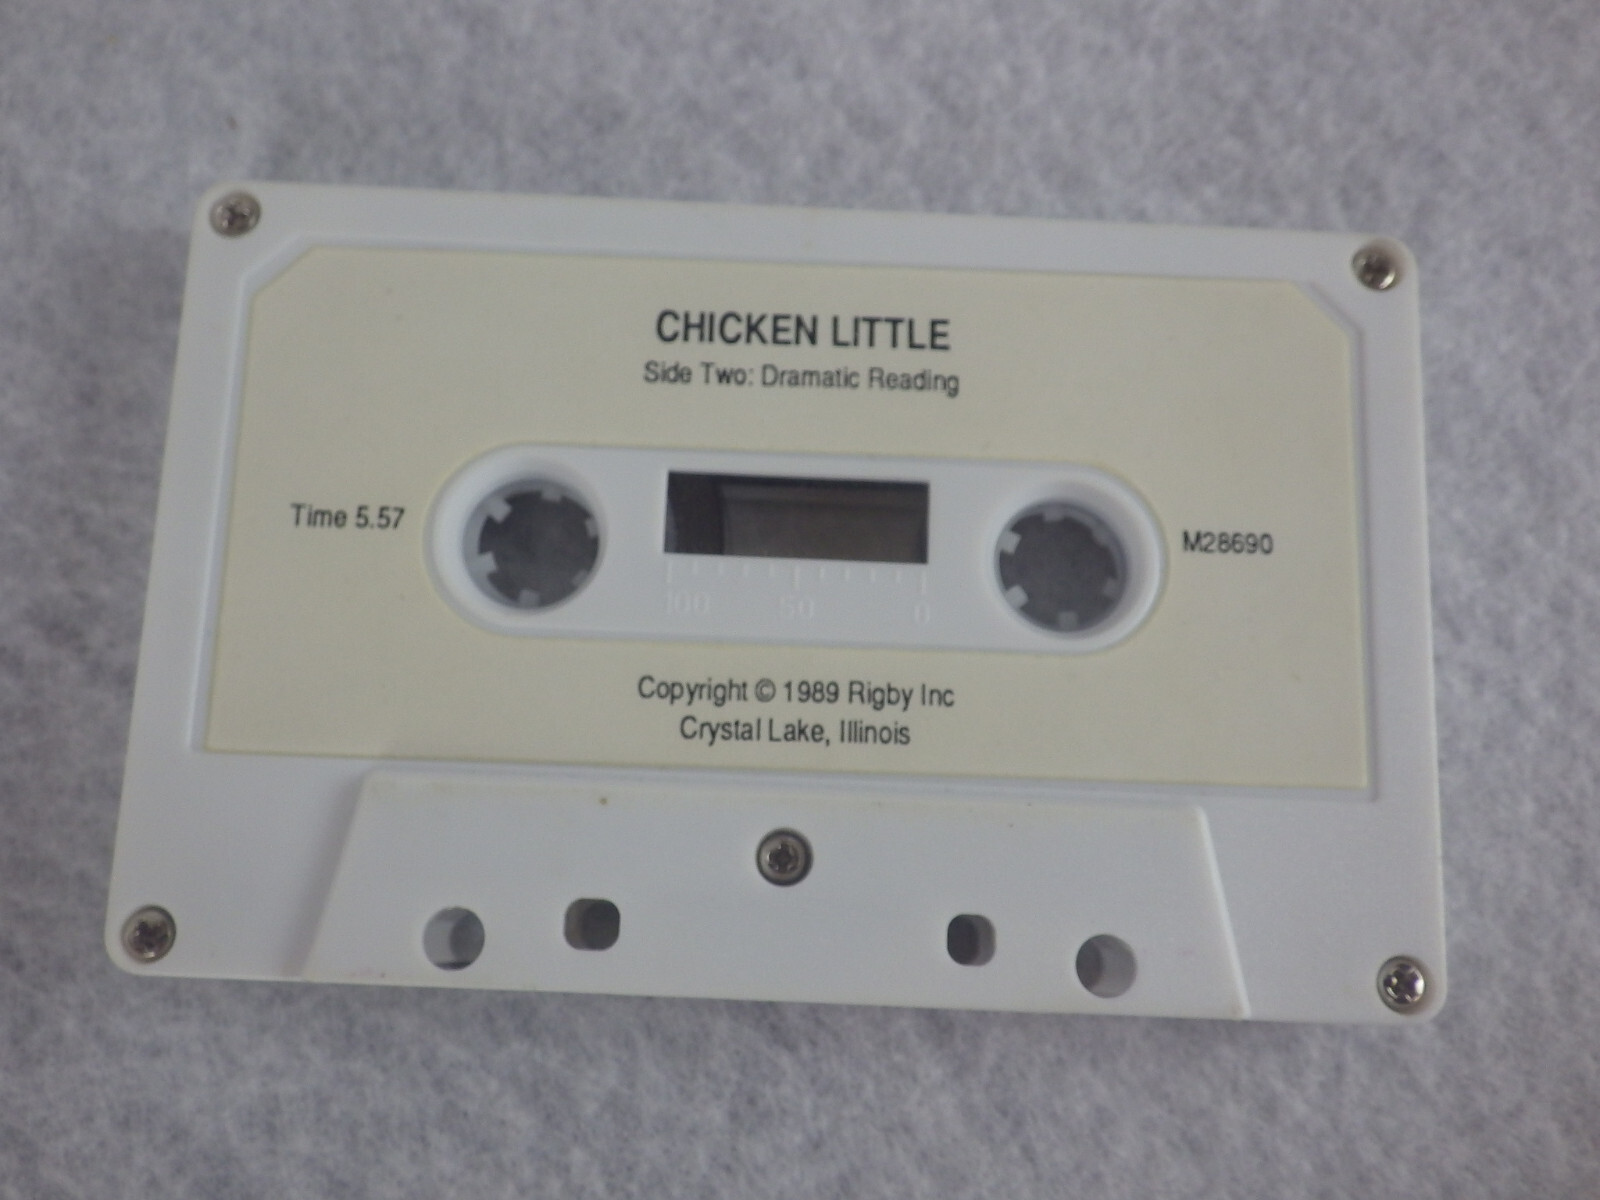 CHICKEN LITTLE
Side Two: Dramatic Reading
Time 5.57
M28690
100 50 0
Copyright © 1989 Rigby Inc
Crystal Lake, Illinois